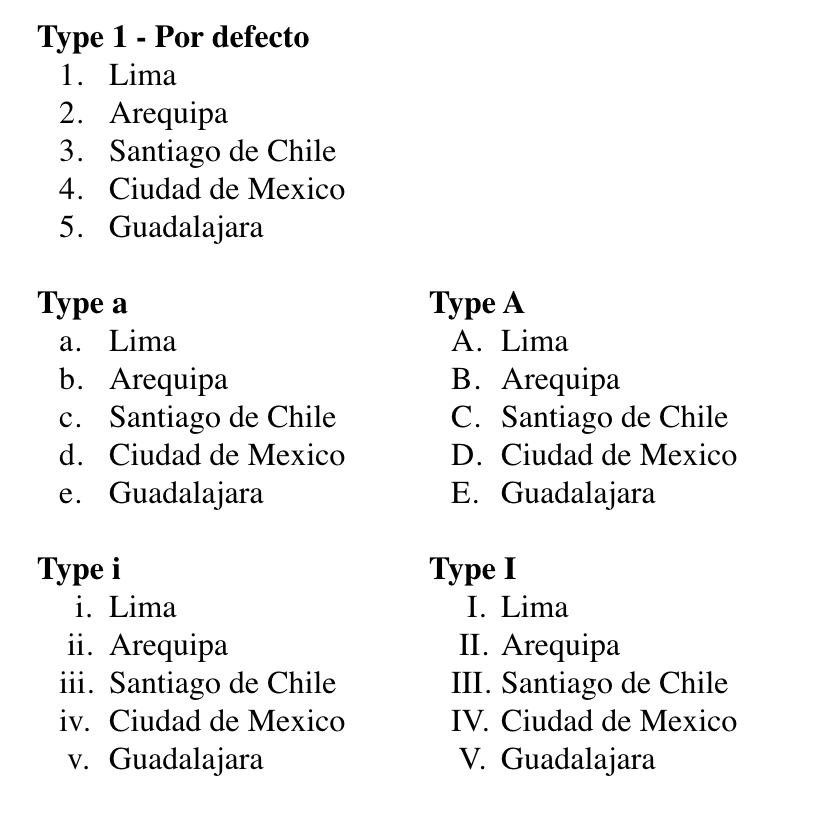 Type 1 - Por defecto
1. Lima
2. Arequipa
3. Santiago de Chile
4. Ciudad de Mexico
5. Guadalajara
Type a
a. Lima
b. Arequipa
c. Santiago de Chile
d. Ciudad de Mexico
e. Guadalajara
Type A
A. Lima
B. Arequipa
C. Santiago de Chile
D. Ciudad de Mexico
E. Guadalajara
Type i
i. Lima
ii. Arequipa
iii. Santiago de Chile
iv. Ciudad de Mexico
v. Guadalajara
Type I
I. Lima
II. Arequipa
III. Santiago de Chile
IV. Ciudad de Mexico
V. Guadalajara